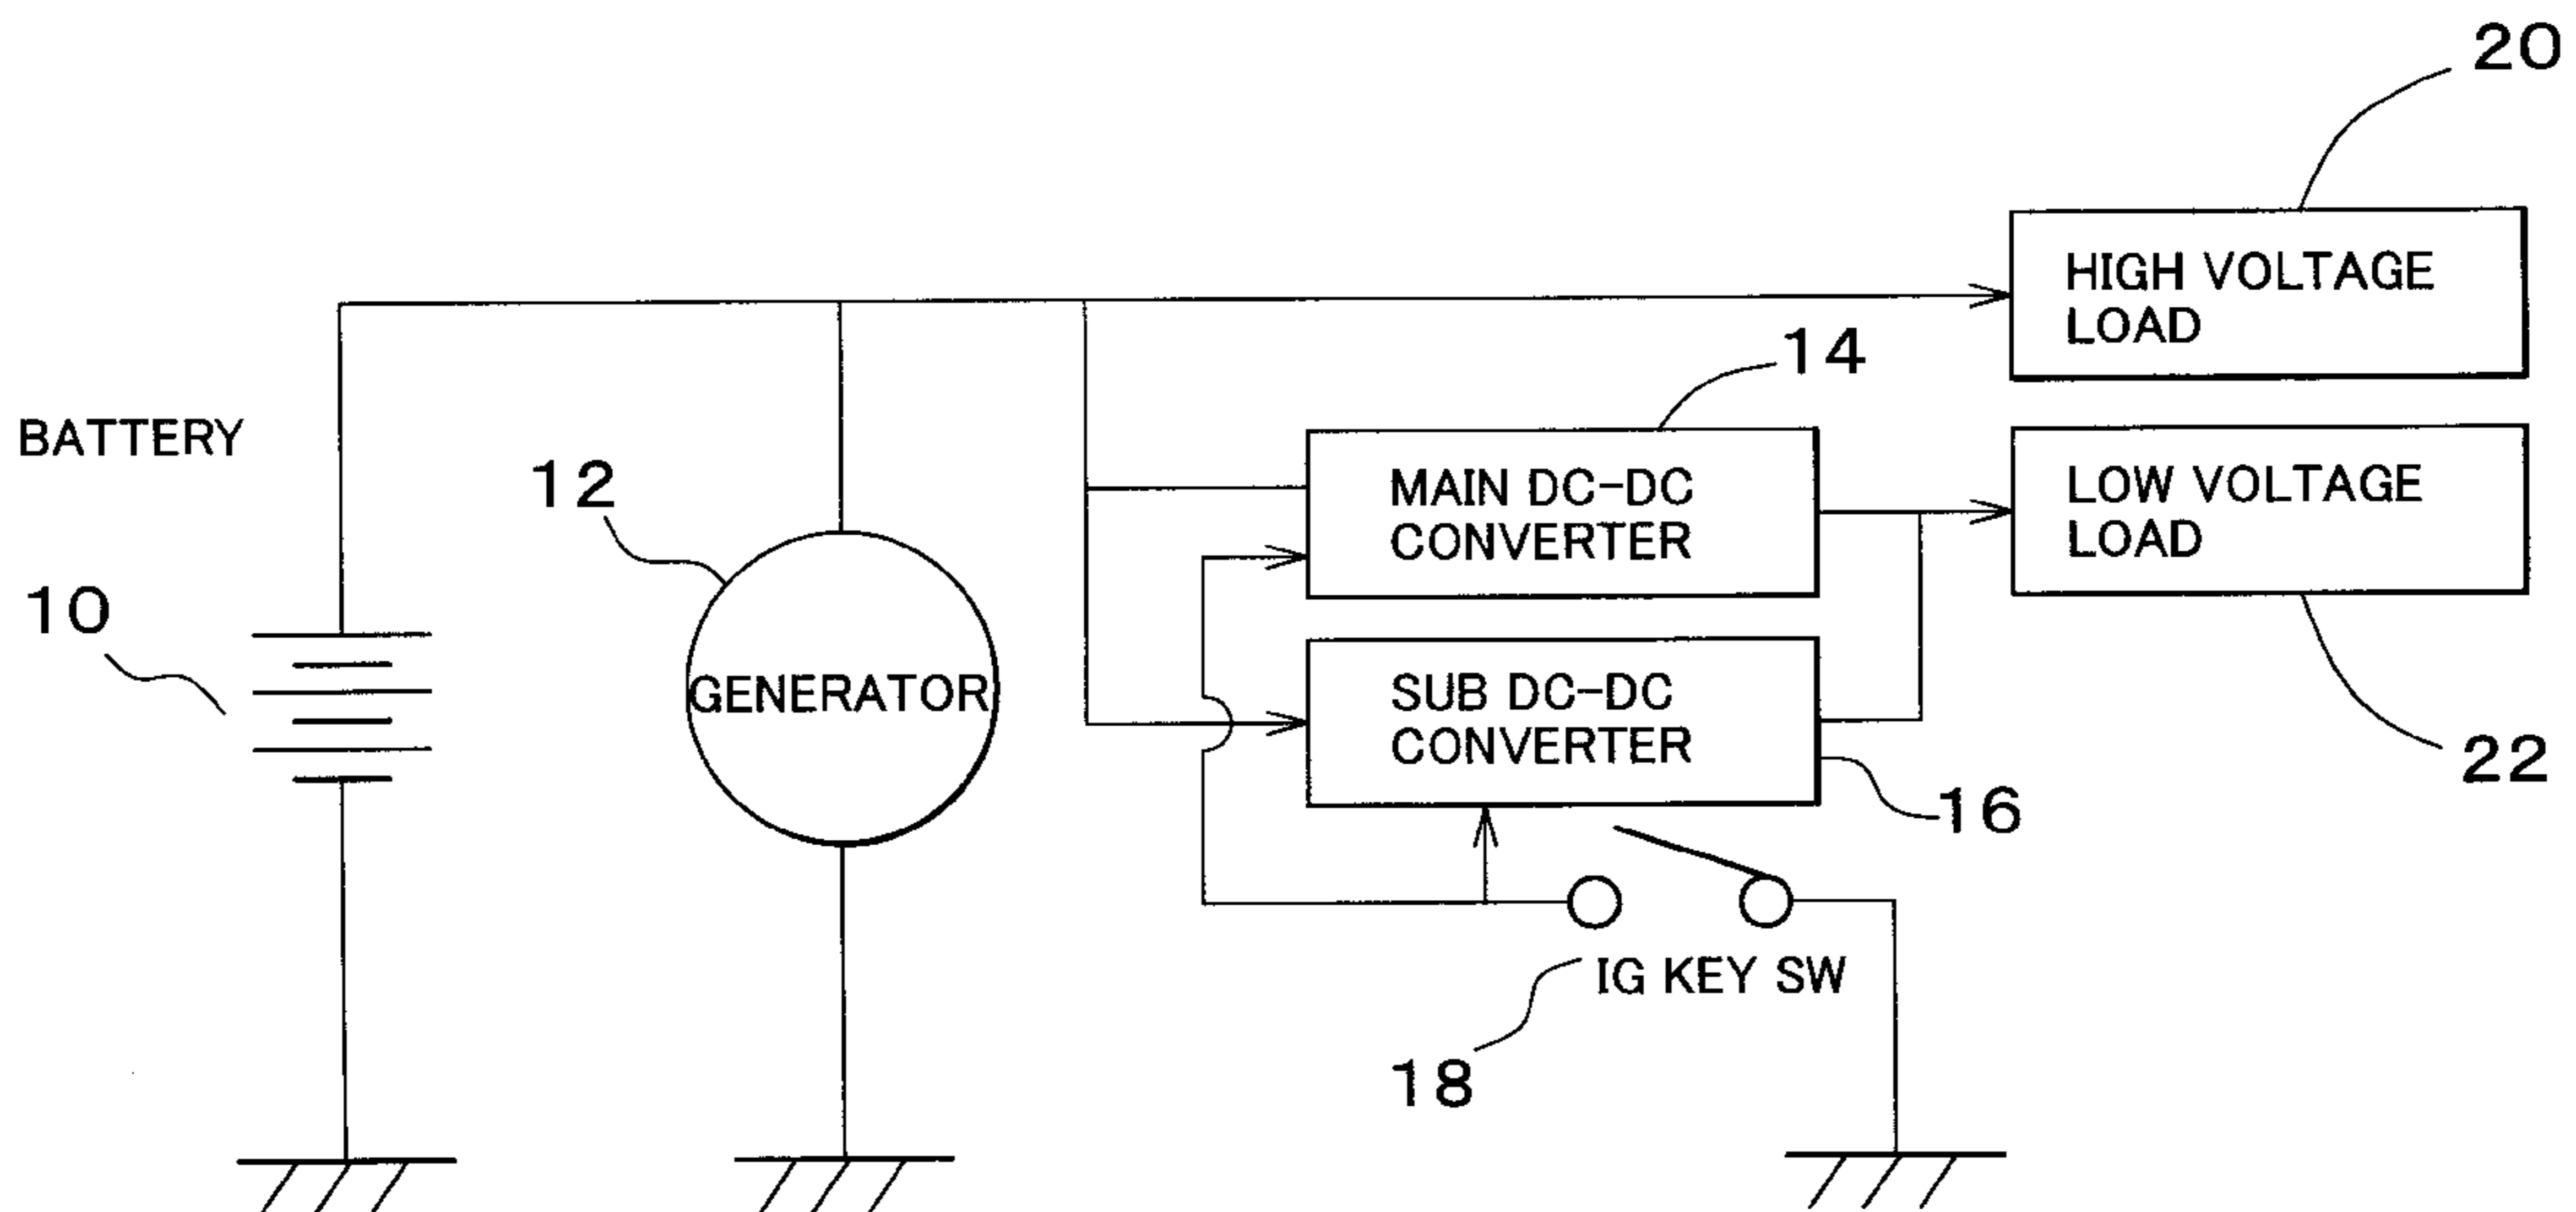 20
HIGH VOLTAGE
LOAD
14
BATTERY
12
MAIN DC-DC
CONVERTER
LOW VOLTAGE
LOAD
10
GENERATOR
SUB DC-DC
CONVERTER
22
16
IG KEY SW
18